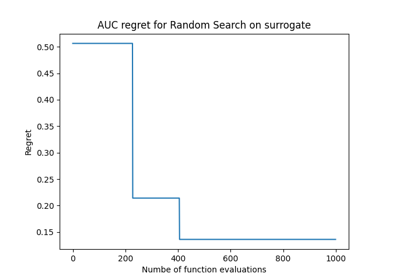 AUC regret for Random Search on surrogate
0.50
0.45
0.40
0.35
0.30
0.25
0.20
0.15
Regret
0 200 400 600 800 1000
Numbe of function evaluations